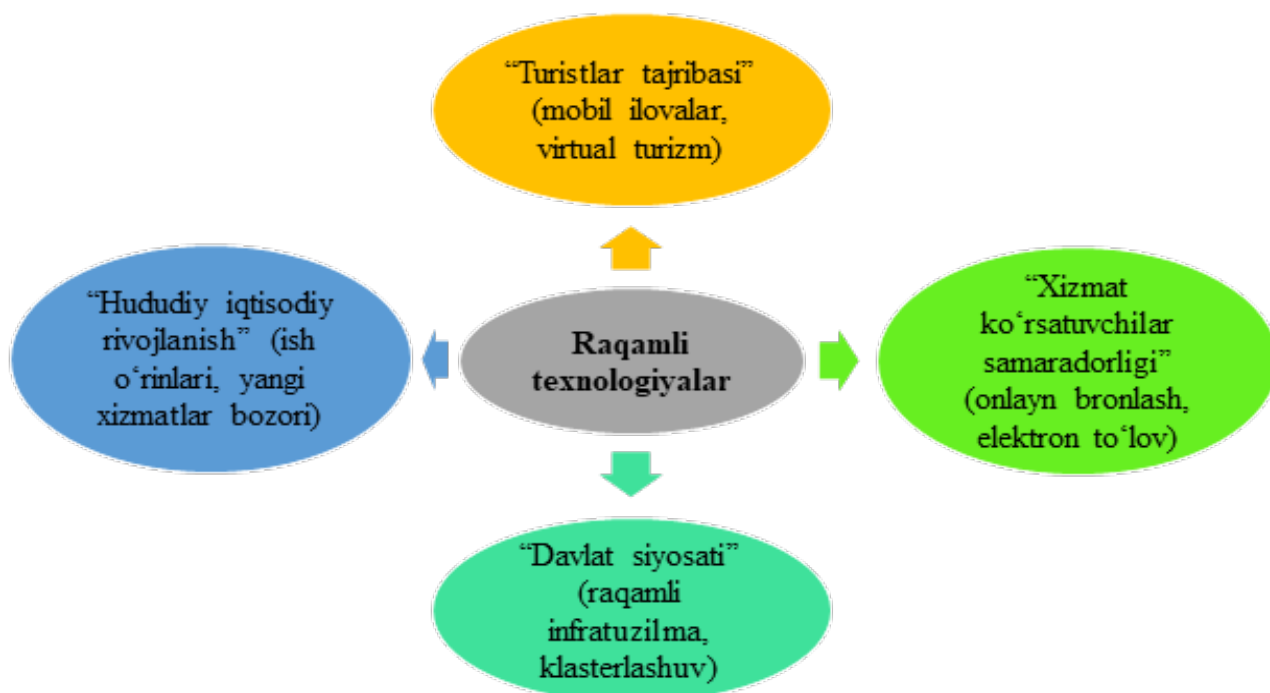 “Turistlar tajribasi”
(mobil ilovalar,
virtual turizm)
“Hududiy iqtisodiy
rivojlanish” (ish
o‘rinlari, yangi
xizmatlar bozori)
Raqamli
texnologiyalar
“Xizmat
ko‘rsatuvchilar
samaradorligi”
(onlayn bronlash,
elektron to‘lov)
“Davlat siyosati”
(raqamli
infratuzilma,
klasterlashuv)